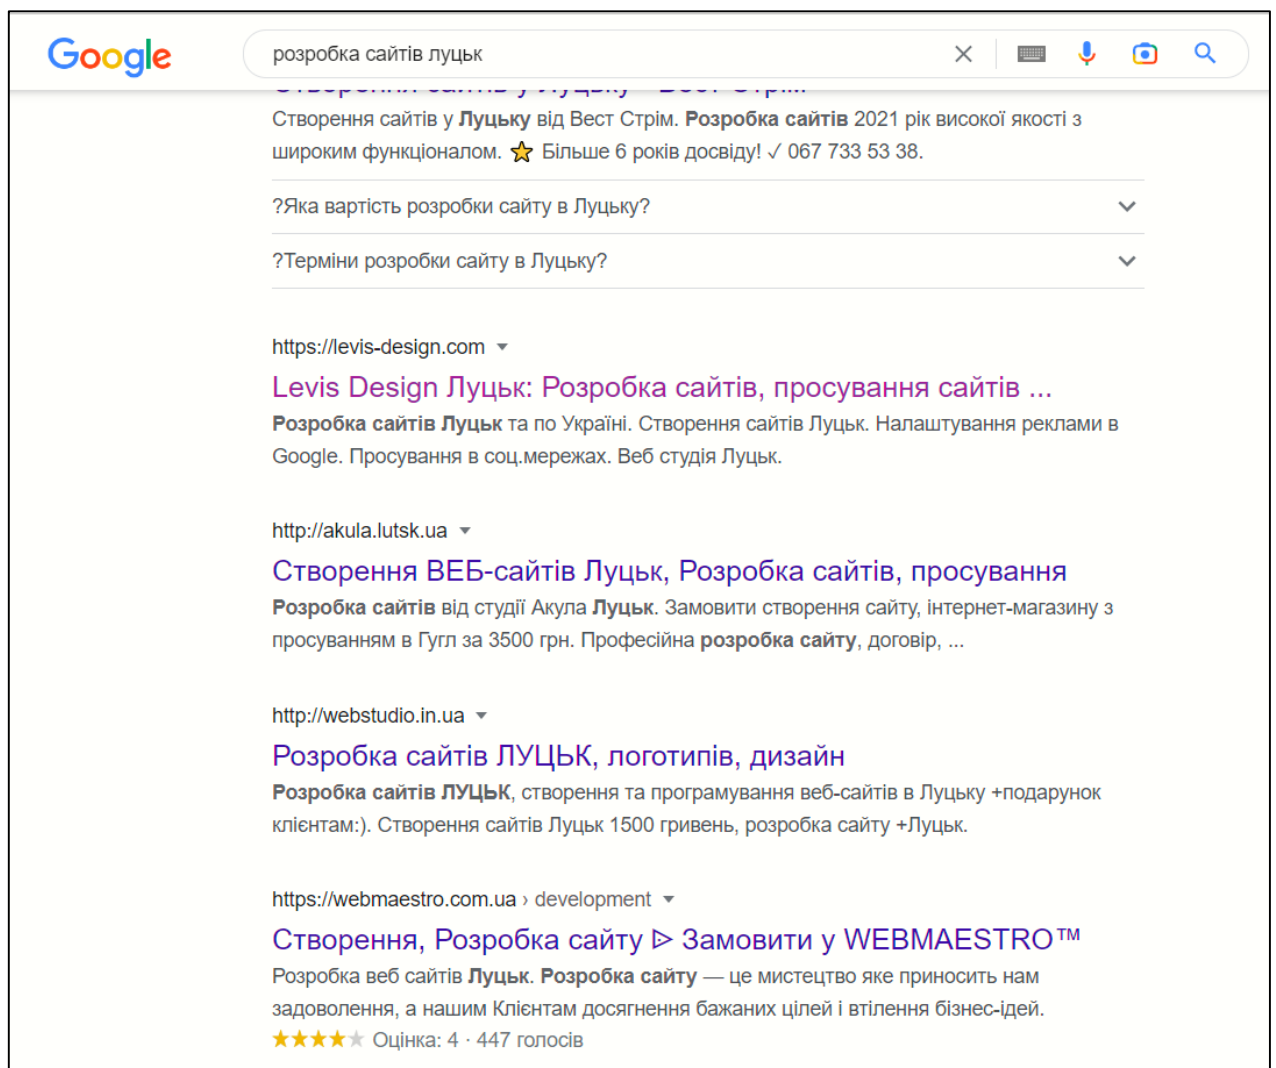 Google
розробка сайтів луцьк
Створення сайтів у Луцьку - Вест Стрім
Створення сайтів у Луцьку від Вест Стрім. Розробка сайтів 2021 рік високої якості з
широким функціоналом. ⭐ Більше 6 років досвіду! ✓ 067 733 53 38.
?Яка вартість розробки сайту в Луцьку?
?Терміни розробки сайту в Луцьку?
https://levis-design.com
Levis Design Луцьк: Розробка сайтів, просування сайтів ...
Розробка сайтів Луцьк та по Україні. Створення сайтів Луцьк. Налаштування реклами в
Google. Просування в соц.мережах. Веб студія Луцьк.
http://akula.lutsk.ua
Створення ВЕБ-сайтів Луцьк, Розробка сайтів, просування
Розробка сайтів від студії Акула Луцьк. Замовити створення сайту, інтернет-магазину з
просуванням в Гугл за 3500 грн. Професійна розробка сайту, договір, ...
http://webstudio.in.ua
Розробка сайтів ЛУЦЬК, логотипів, дизайн
Розробка сайтів ЛУЦЬК, створення та програмування веб-сайтів в Луцьку +подарунок
клієнтам:). Створення сайтів Луцьк 1500 гривень, розробка сайту +Луцьк.
https://webmaestro.com.ua › development
Створення, Розробка сайту ᐉ Замовити у WEBMAESTRO™
Розробка веб сайтів Луцьк. Розробка сайту — це мистецтво яке приносить нам
задоволення, а нашим Клієнтам досягнення бажаних цілей і втілення бізнес-ідей.
★★★★★ Оцінка: 4 · 447 голосів